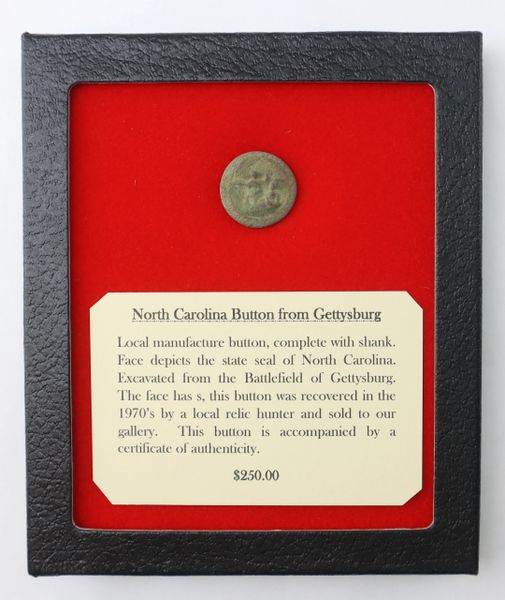 North Carolina Button from Gettysburg
Local manufacture button, complete with shank.
Face depicts the state seal of North Carolina.
Excavated from the Battlefield of Gettysburg.
The face has s, this button was recovered in the
1970's by a local relic hunter and sold to our
gallery. This button is accompanied by a
certificate of authenticity.
$250.00